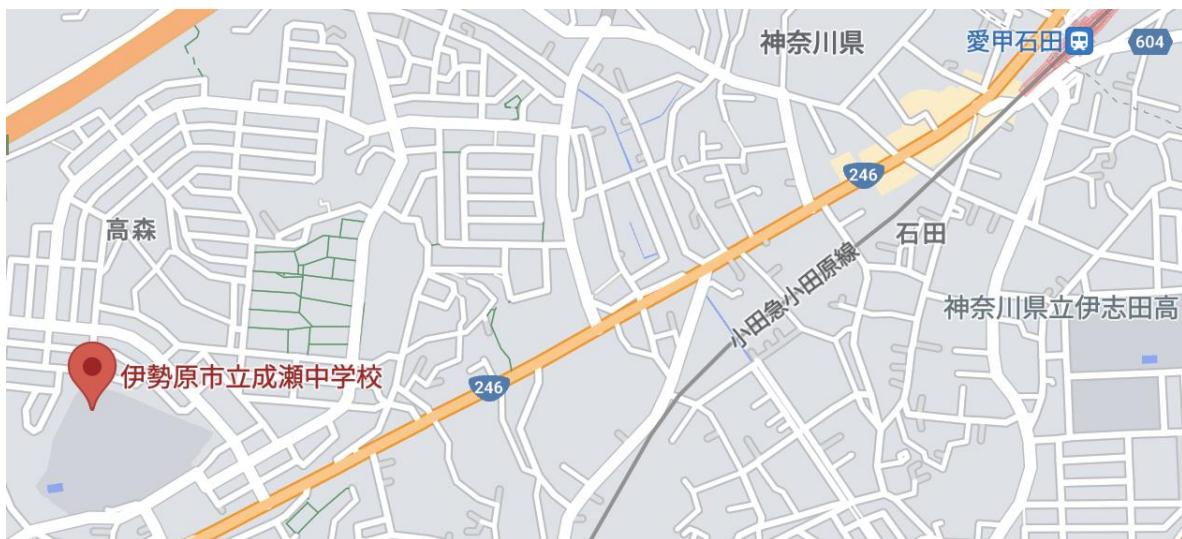 神奈川県
愛甲石田
604
246
高森
石田
小田急小田原線
神奈川県立伊志田高
伊勢原市立成瀬中学校
246